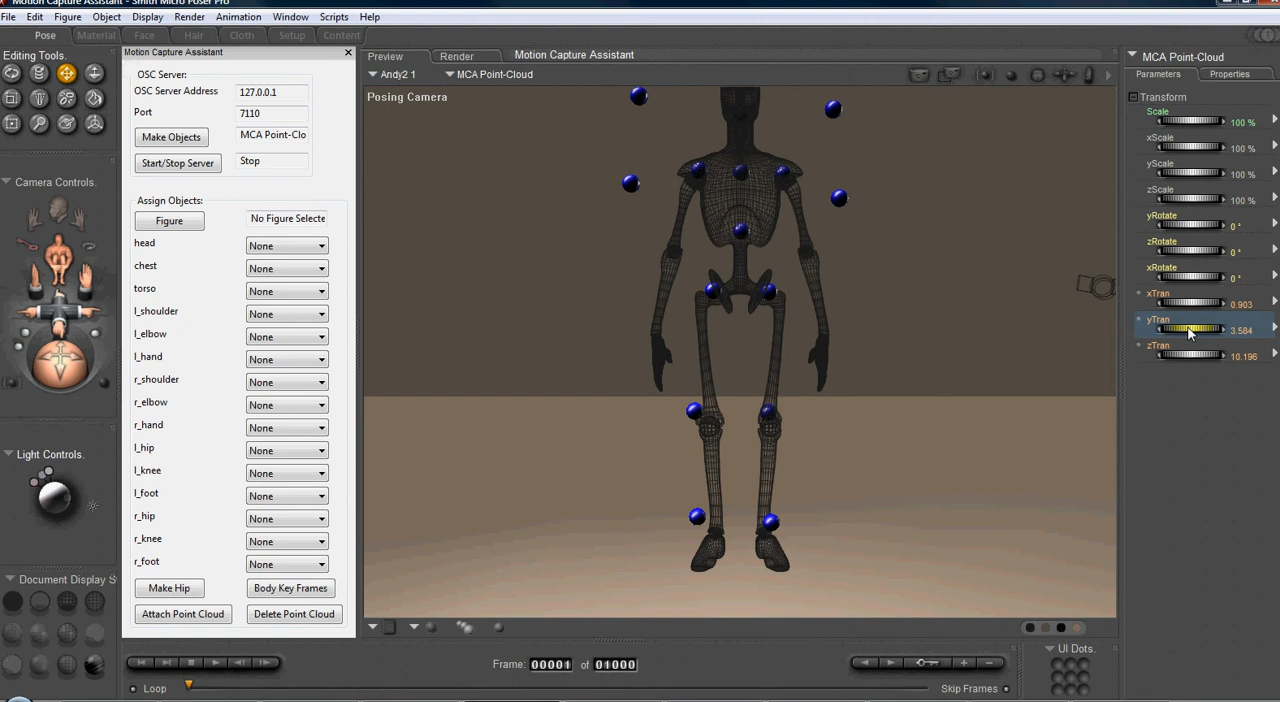 Motion Capture Assistant - Smith Micro Poser Pro
File Edit Figure Object Display Render Animation Window Scripts Help
Pose Material Face Hair Cloth Setup Content
Editing Tools.
Camera Controls.
Light Controls.
Document Display S
Motion Capture Assistant
OSC Server:
OSC Server Address 127.0.0.1
Port 7110
Make Objects MCA Point-Clo
Start/Stop Server Stop
Assign Objects:
Figure No Figure Selecte
head None
chest None
torso None
l_shoulder None
l_elbow None
l_hand None
r_shoulder None
r_elbow None
r_hand None
l_hip None
l_knee None
l_foot None
r_hip None
r_knee None
r_foot None
Make Hip Body Key Frames
Attach Point Cloud Delete Point Cloud
Preview Render Motion Capture Assistant
Andy2 1 MCA Point-Cloud
Posing Camera
Frame: 00001 of 01000
Loop Skip Frames
UI Dots.
MCA Point-Cloud
Parameters Properties
Transform
Scale 100 %
xScale 100 %
yScale 100 %
zScale 100 %
yRotate 0 °
zRotate 0 °
xRotate 0 °
xTran 0.903
yTran 3.584
zTran 10.196